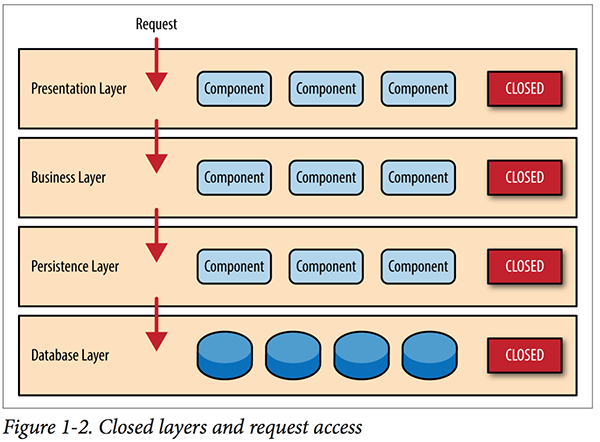 Request
Presentation Layer Component Component Component CLOSED
Business Layer Component Component Component CLOSED
Persistence Layer Component Component Component CLOSED
Database Layer CLOSED
Figure 1-2. Closed layers and request access